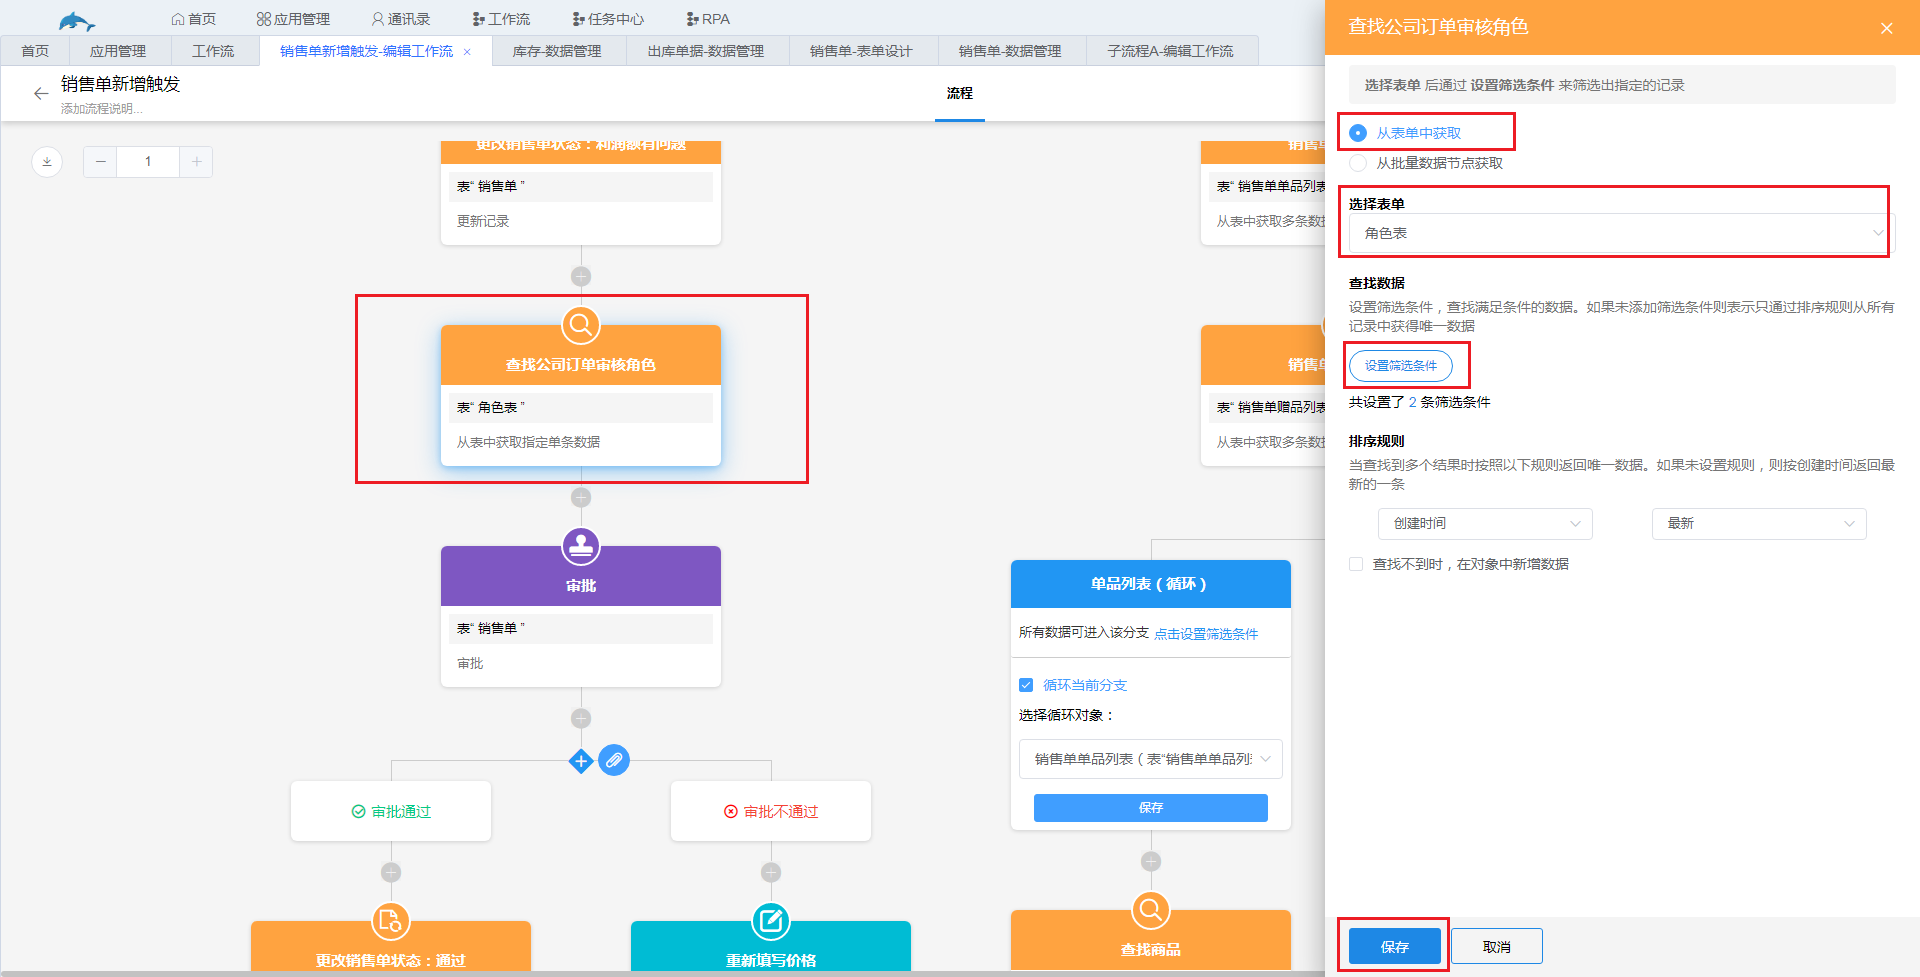 首页 应用管理 通讯录 工作流 任务中心 RPA
首页 应用管理 工作流 销售单新增触发-编辑工作流 × 库存-数据管理 出库单据-数据管理 销售单-表单设计 销售单-数据管理 子流程A-编辑工作流
销售单新增触发
添加流程说明...
流程
1
更改销售单状态：利润额有问题
表“ 销售单 ”
更新记录
查找公司订单审核角色
表“ 角色表 ”
从表中获取指定单条数据
审批
表“ 销售单 ”
审批
审批通过
审批不通过
更改销售单状态：通过
重新填写价格
销售单
表“ 销售单单品列表
从表中获取多条数据
销售单
表“ 销售单赠品列表
从表中获取多条数据
单品列表（循环）
所有数据可进入该分支 点击设置筛选条件
循环当前分支
选择循环对象：
销售单单品列表（表“销售单单品列表
保存
查找商品
查找公司订单审核角色
选择表单 后通过 设置筛选条件 来筛选出指定的记录
从表单中获取
从批量数据节点获取
选择表单
角色表
查找数据
设置筛选条件，查找满足条件的数据。如果未添加筛选条件则表示只通过排序规则从所有
记录中获得唯一数据
设置筛选条件
共设置了 2 条筛选条件
排序规则
当查找到多个结果时按照以下规则返回唯一数据。如果未设置规则，则按创建时间返回最
新的一条
创建时间 最新
查找不到时，在对象中新增数据
保存 取消